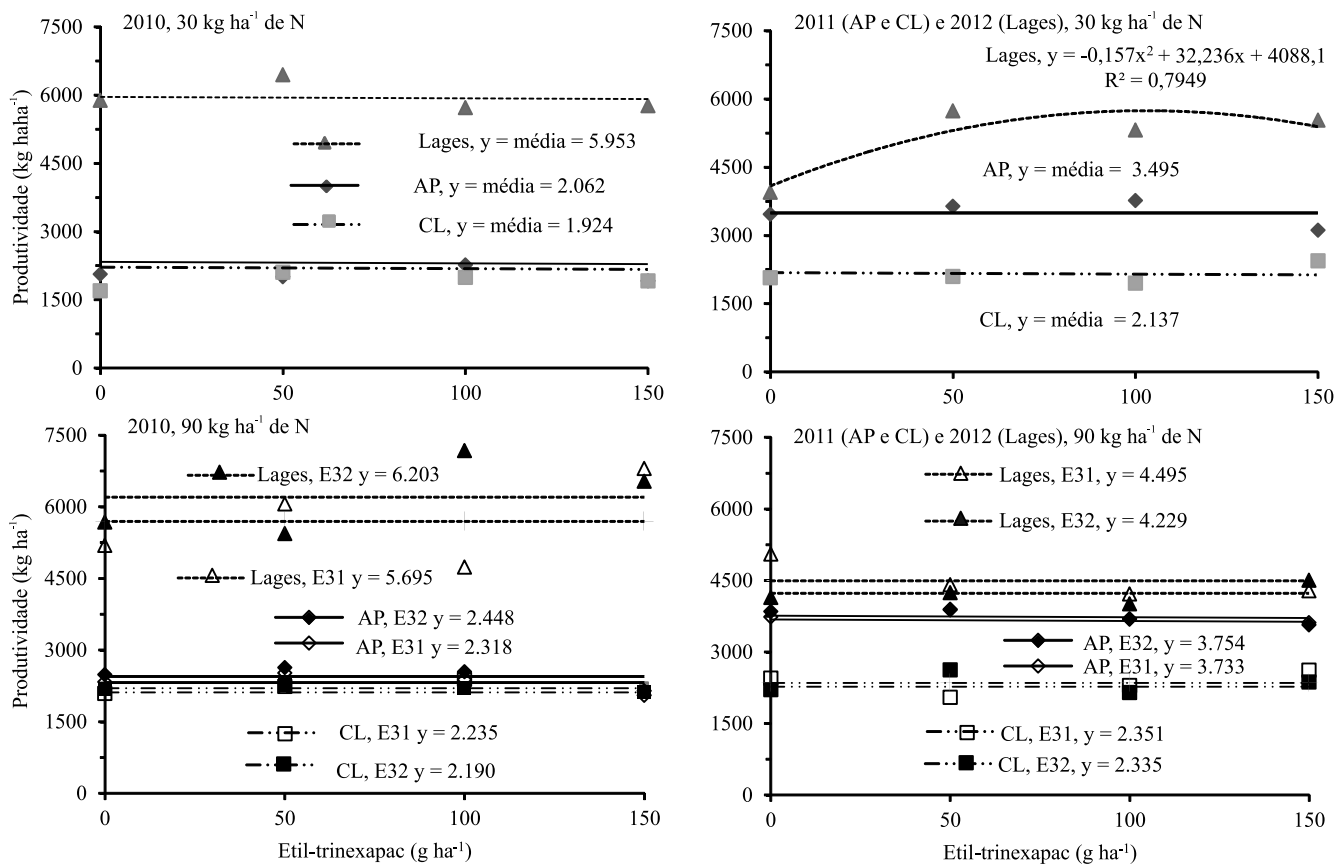 2010, 30 kg ha⁻¹ de N
7500
6000
4500
3000
1500
0
Produtividade (kg haha⁻¹)
Lages, y = média = 5.953
AP, y = média = 2.062
CL, y = média = 1.924
0 50 100 150
2011 (AP e CL) e 2012 (Lages), 30 kg ha⁻¹ de N
7500
6000
4500
3000
1500
0
Lages, y = -0,157x² + 32,236x + 4088,1
R² = 0,7949
AP, y = média = 3.495
CL, y = média = 2.137
0 50 100 150
2010, 90 kg ha⁻¹ de N
7500
6000
4500
3000
1500
0
Produtividade (kg ha⁻¹)
Lages, E32 y = 6.203
Lages, E31 y = 5.695
AP, E32 y = 2.448
AP, E31 y = 2.318
CL, E31 y = 2.235
CL, E32 y = 2.190
0 50 100 150
Etil-trinexapac (g ha⁻¹)
2011 (AP e CL) e 2012 (Lages), 90 kg ha⁻¹ de N
7500
6000
4500
3000
1500
0
Lages, E31, y = 4.495
Lages, E32, y = 4.229
AP, E32, y = 3.754
AP, E31, y = 3.733
CL, E31, y = 2.351
CL, E32, y = 2.335
0 50 100 150
Etil-trinexapac (g ha⁻¹)